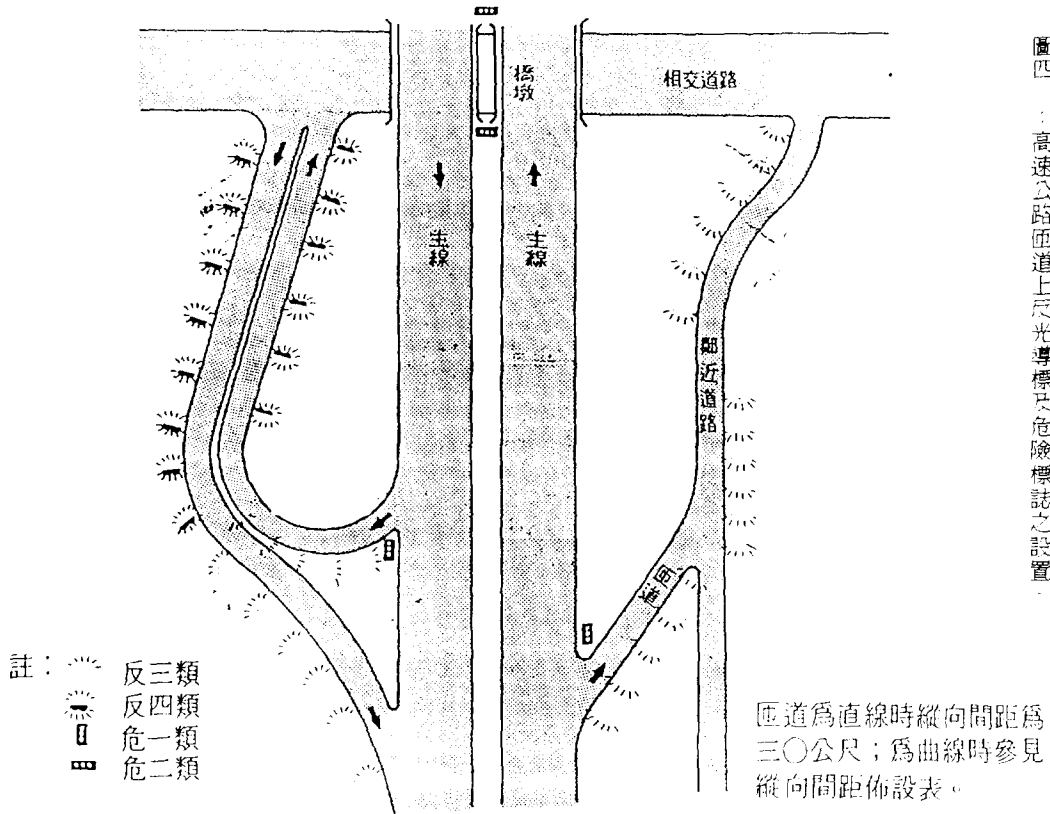 圖四：高速公路匝道上反光導標及危險標誌之設置
橋墩
相交道路
主線
主線
鄰近道路
匝道
註：
反三類
反四類
危一類
危二類
匝道爲直線時縱向間距爲
三〇公尺；爲曲線時參見
縱向間距佈設表。